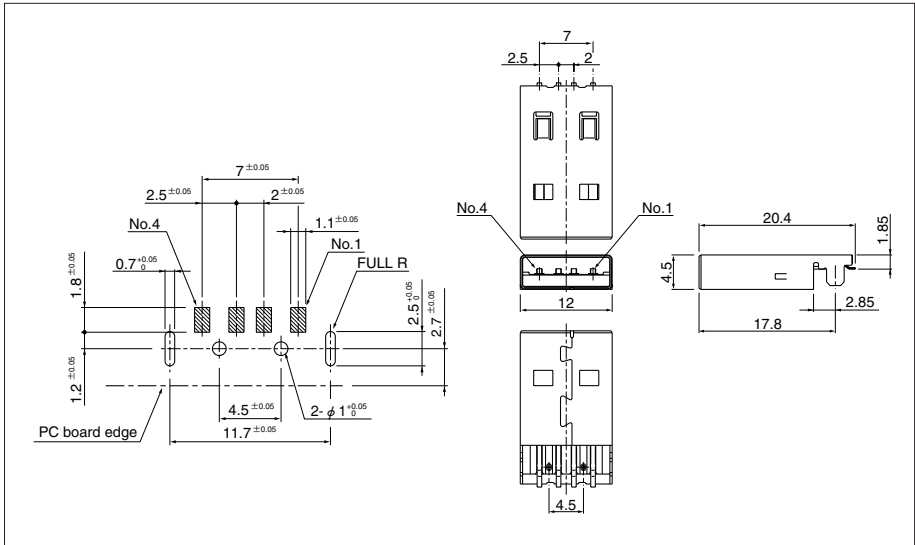 7
2.5
2
7 ±0.05
2.5 ±0.05
2 ±0.05
No.4
1.1 ±0.05
No.1
0.7 +0.05 0
FULL R
1.8 ±0.05
2.5 +0.05 0
2.7 ±0.05
1.2 ±0.05
4.5 ±0.05
2- ϕ 1 +0.05 0
PC board edge
11.7 ±0.05
No.4
No.1
12
4.5
20.4
1.85
4.5
2.85
17.8